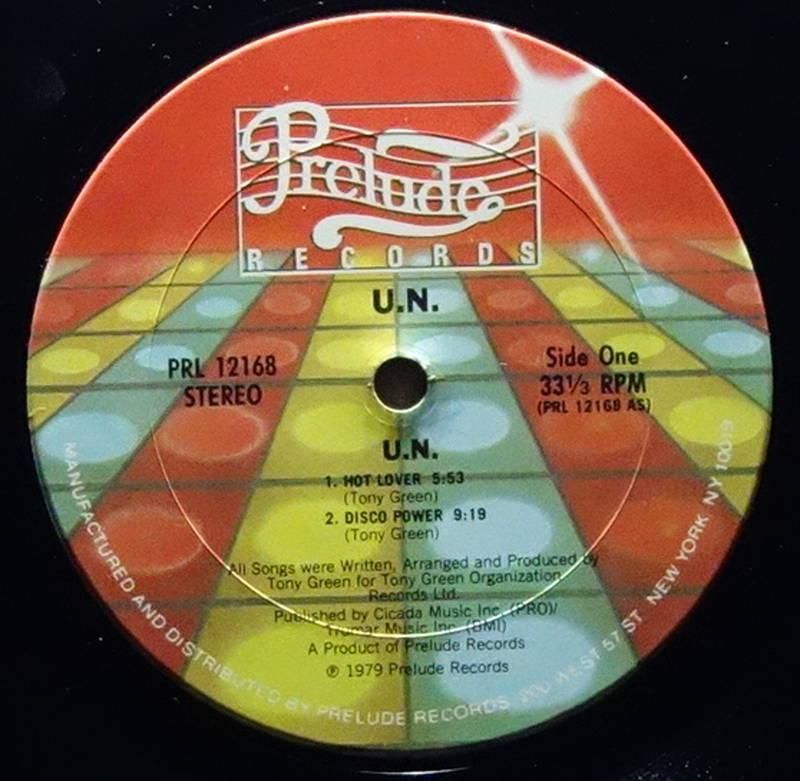 Prelude
RECORDS
U.N.
PRL 12168
STEREO
Side One
33⅓ RPM
(PRL 12168 AS)
U.N.
1. HOT LOVER 5:53
(Tony Green)
2. DISCO POWER 9:19
(Tony Green)
All Songs were Written, Arranged and Produced by
Tony Green for Tony Green Organization
Records Ltd.
Published by Cicada Music Inc. (PRO)/
Trumar Music Inc. (BMI)
A Product of Prelude Records
℗ 1979 Prelude Records
MANUFACTURED AND DISTRIBUTED BY PRELUDE RECORDS 200 WEST 57 ST NEW YORK NY 10019